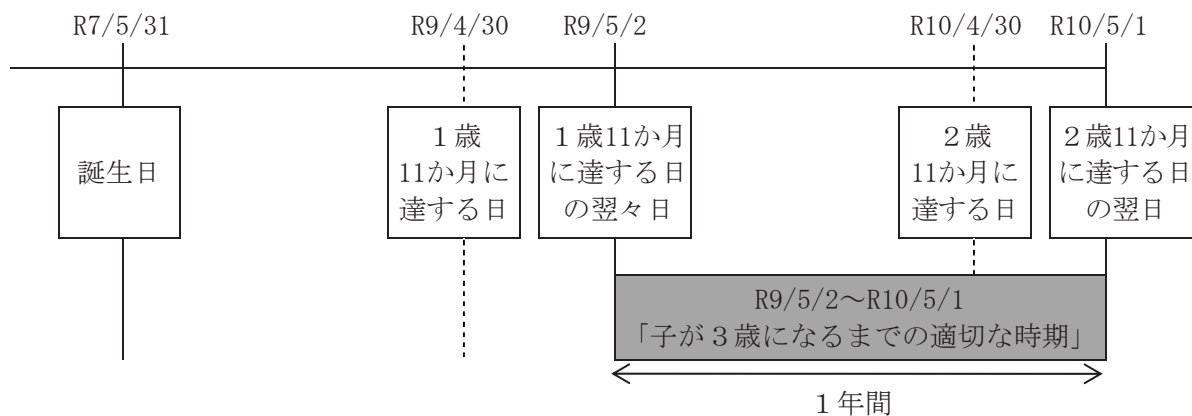 R7/5/31
R9/4/30
R9/5/2
R10/4/30
R10/5/1
誕生日
１歳
11か月に
達する日
１歳11か月
に達する日
の翌々日
２歳
11か月に
達する日
２歳11か月
に達する日
の翌日
R9/5/2～R10/5/1
「子が３歳になるまでの適切な時期」
１年間